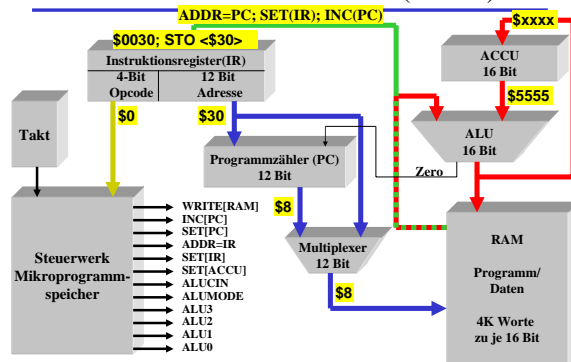 ADDR=PC; SET(IR); INC(PC)
$xxxx
$0030; STO <$30>
Instruktionsregister(IR)
4-Bit
Opcode
12 Bit
Adresse
ACCU
16 Bit
$0
$30
$5555
Takt
ALU
16 Bit
Programmzähler (PC)
12 Bit
Zero
$8
WRITE[RAM]
INC[PC]
SET[PC]
ADDR=IR
SET[IR]
SET[ACCU]
ALUCIN
ALUMODE
ALU3
ALU2
ALU1
ALU0
Steuerwerk
Mikroprogramm-
speicher
Multiplexer
12 Bit
$8
RAM
Programm/
Daten
4K Worte
zu je 16 Bit